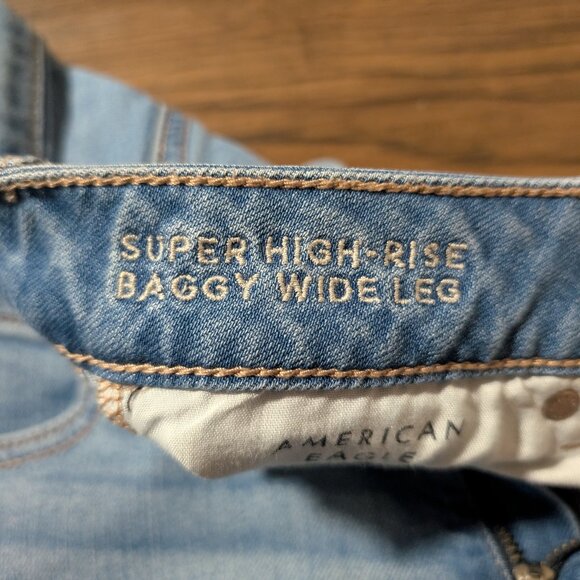 SUPER HIGH-RISE
BAGGY WIDE LEG
AMERICAN
EAGLE